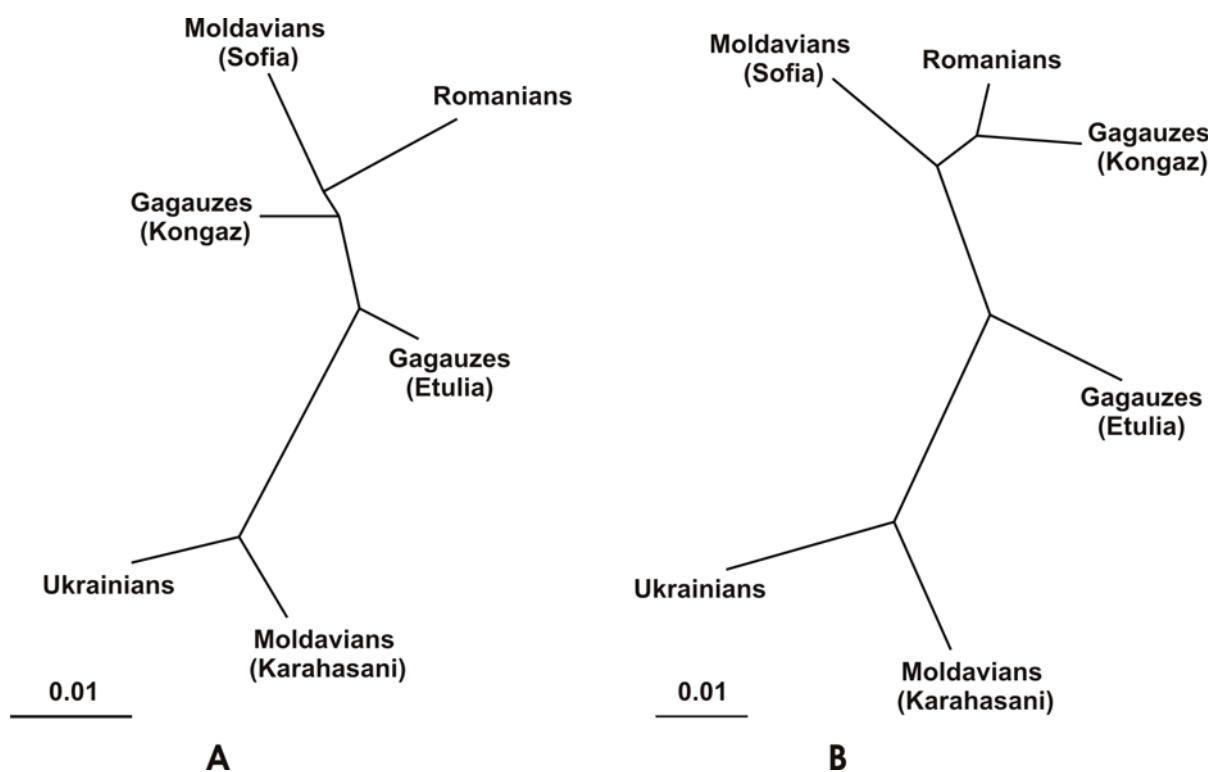 Moldavians
(Sofia)
Romanians
Gagauzes
(Kongaz)
Gagauzes
(Etulia)
Ukrainians
Moldavians
(Karahasani)
0.01
A
Moldavians
(Sofia)
Romanians
Gagauzes
(Kongaz)
Gagauzes
(Etulia)
Ukrainians
Moldavians
(Karahasani)
0.01
B